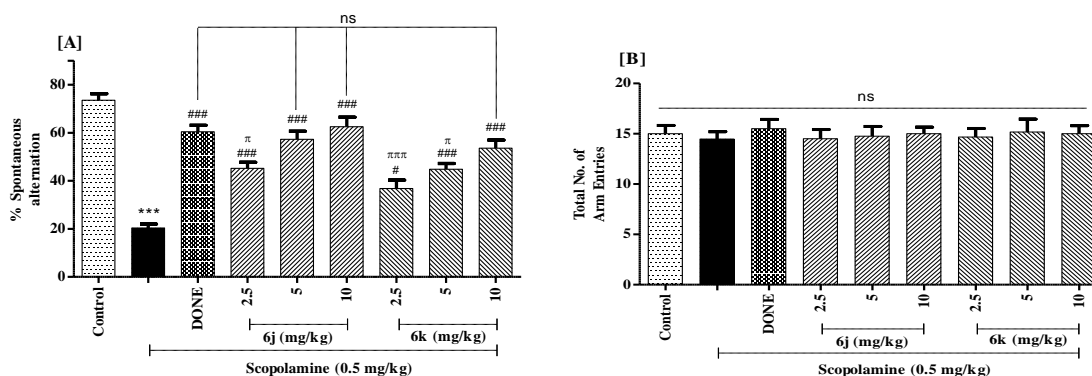 [A]
ns
% Spontaneous
alternation
80
60
40
20
0
***
###
π
###
###
###
πππ
#
π
###
###
Control
DONE
2.5
5
10
2.5
5
10
6j (mg/kg)
6k (mg/kg)
Scopolamine (0.5 mg/kg)
[B]
ns
Total No. of
Arm Entries
20
15
10
5
0
Control
DONE
2.5
5
10
2.5
5
10
6j (mg/kg)
6k (mg/kg)
Scopolamine (0.5 mg/kg)